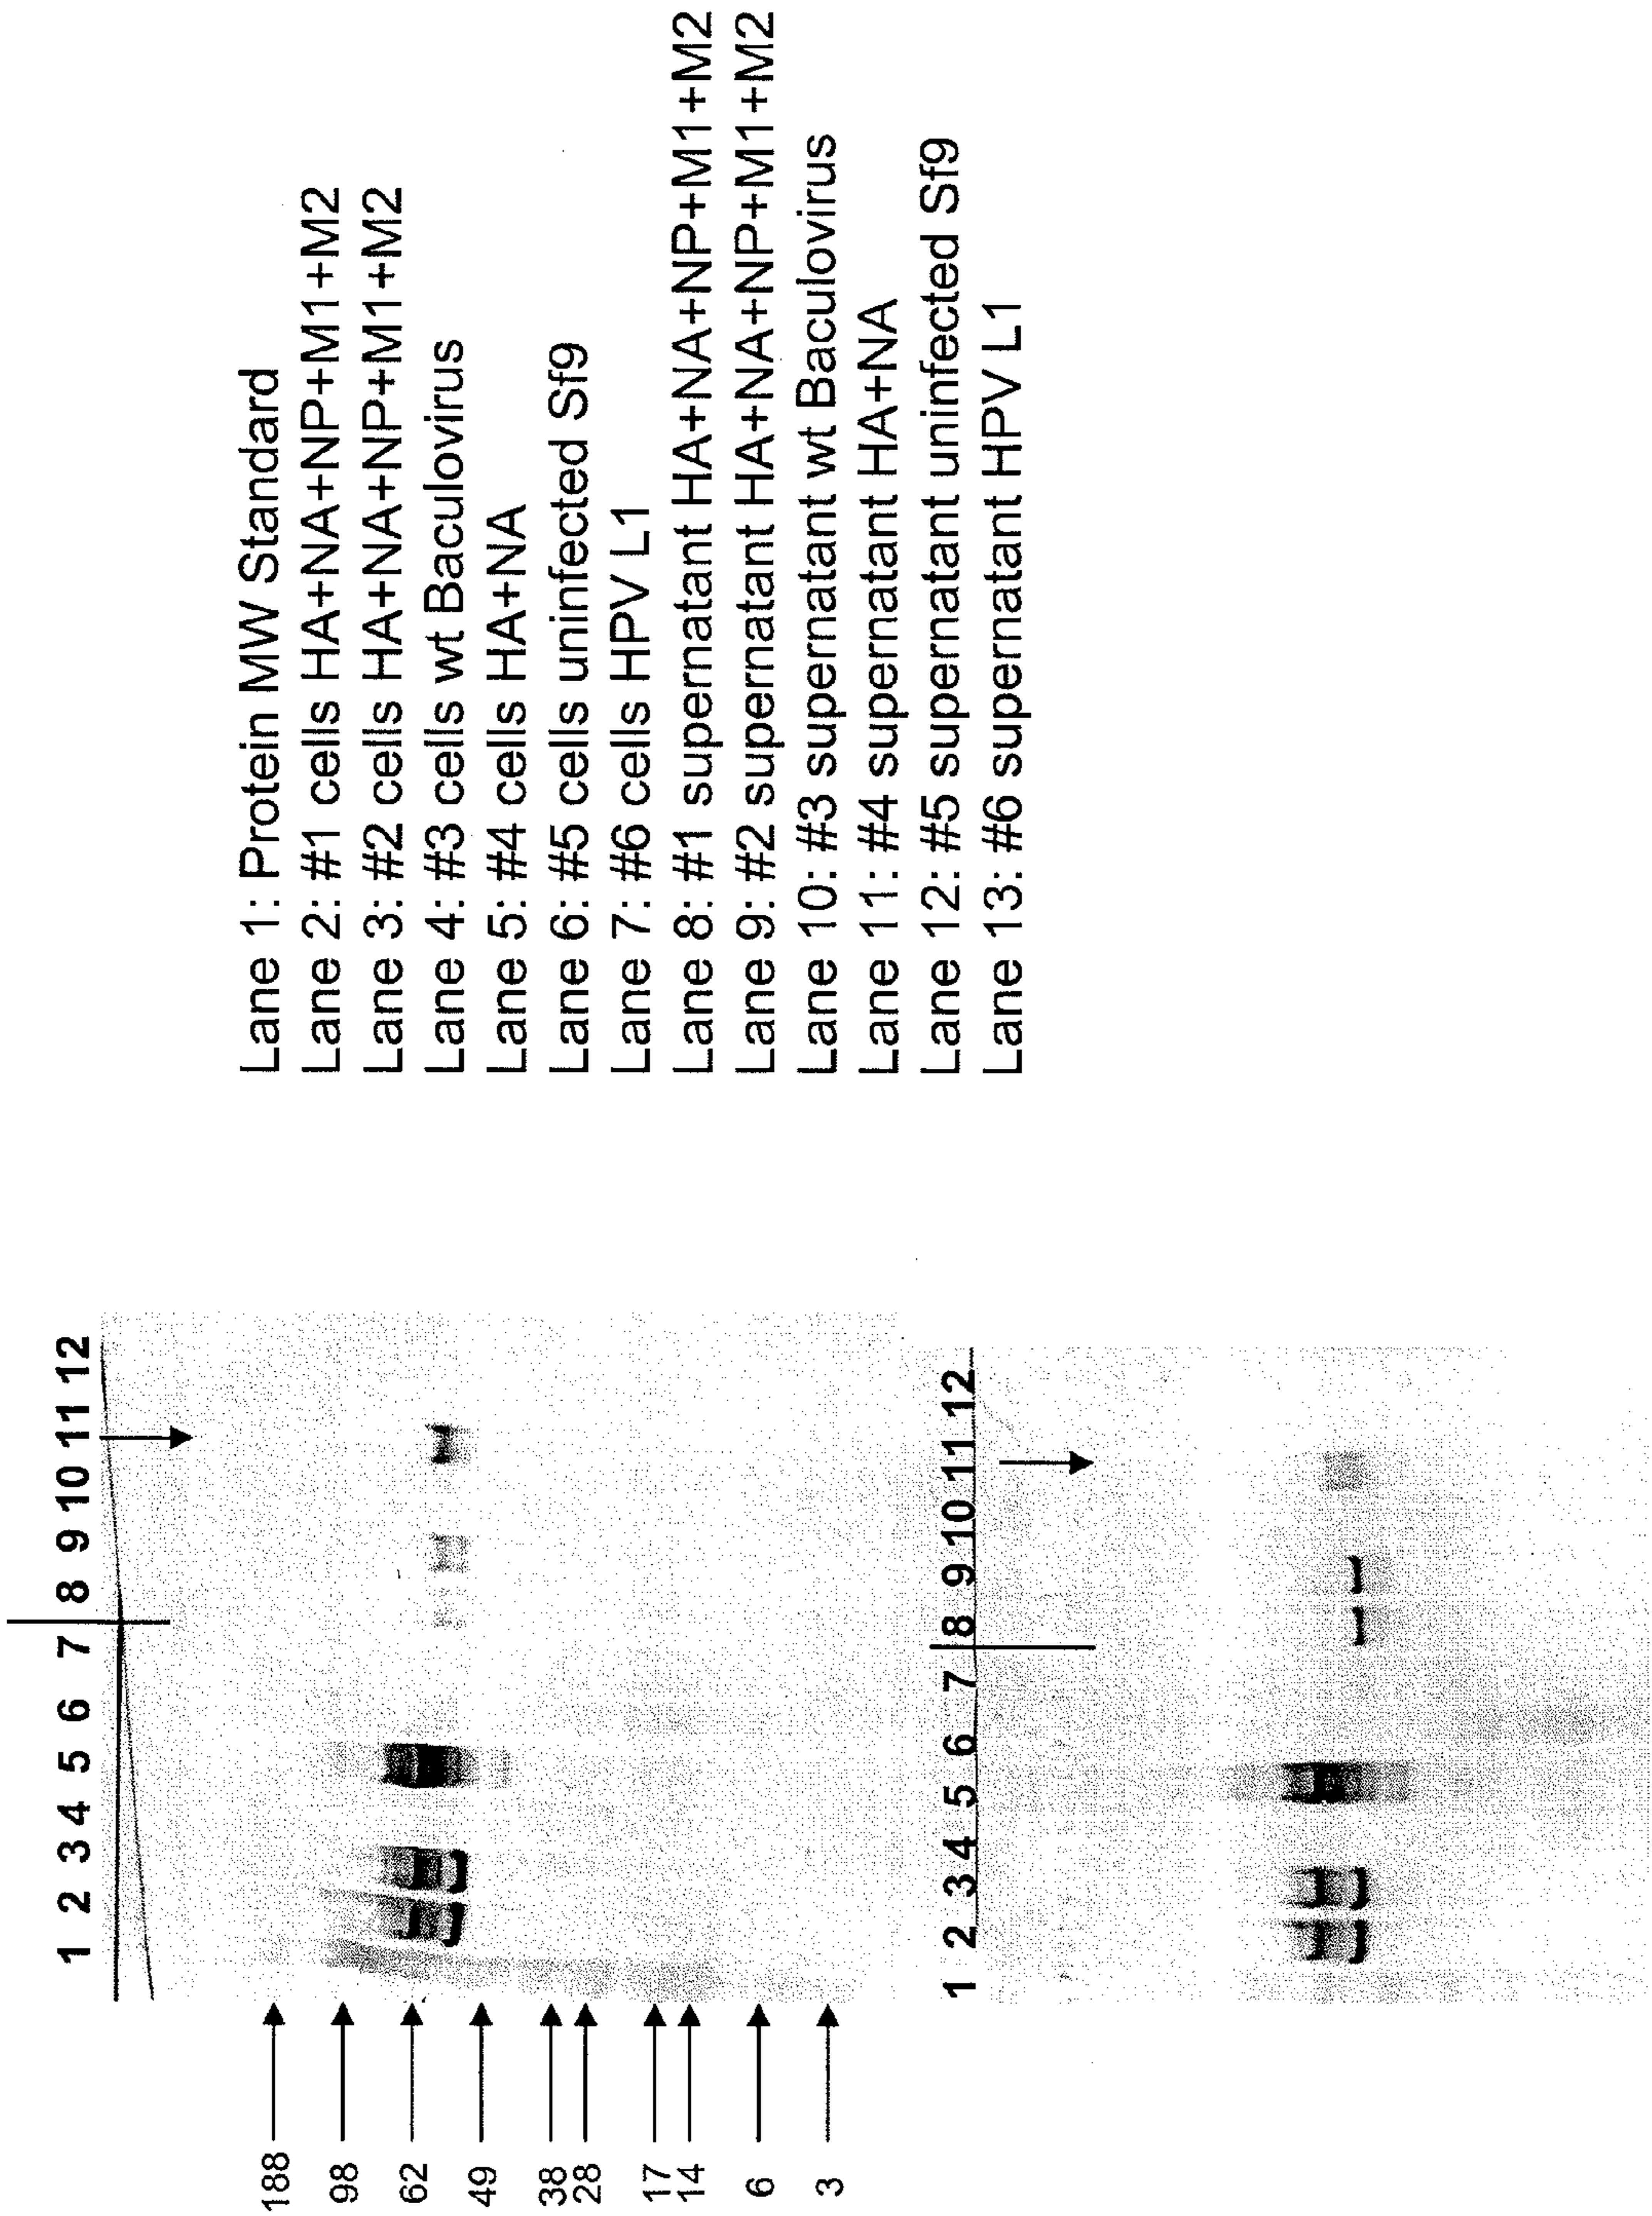 Lane 1: Protein MW Standard
Lane 2: #1 cells HA+NA+NP+M1+M2
Lane 3: #2 cells HA+NA+NP+M1+M2
Lane 4: #3 cells wt Baculovirus
Lane 5: #4 cells HA+NA
Lane 6: #5 cells uninfected Sf9
Lane 7: #6 cells HPV L1
Lane 8: #1 supernatant HA+NA+NP+M1+M2
Lane 9: #2 supernatant HA+NA+NP+M1+M2
Lane 10: #3 supernatant wt Baculovirus
Lane 11: #4 supernatant HA+NA
Lane 12: #5 supernatant uninfected Sf9
Lane 13: #6 supernatant HPV L1
1 2 3 4 5 6 7 8 9 10 11 12
188
98
62
49
38
28
17
14
6
3
1 2 3 4 5 6 7 8 9 10 11 12